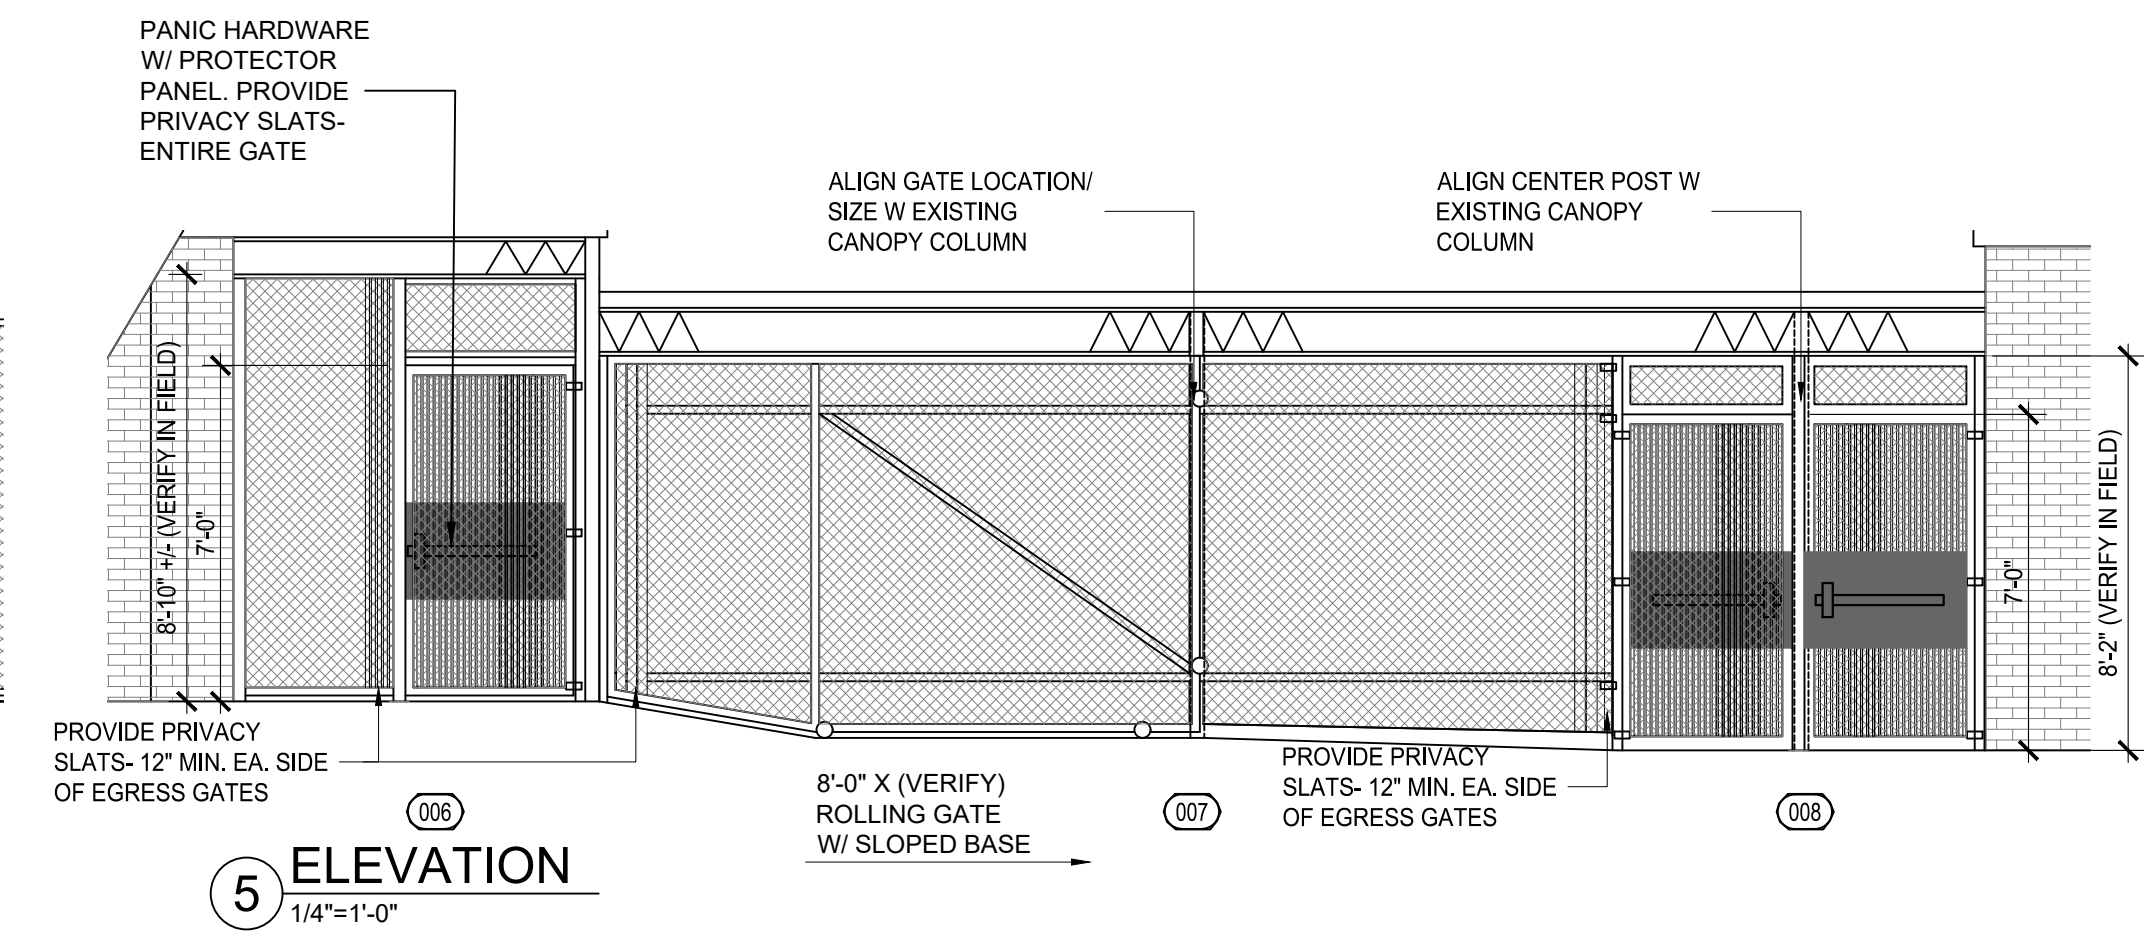 PANIC HARDWARE
W/ PROTECTOR
PANEL. PROVIDE
PRIVACY SLATS-
ENTIRE GATE
ALIGN GATE LOCATION/
SIZE W EXISTING
CANOPY COLUMN
ALIGN CENTER POST W
EXISTING CANOPY
COLUMN
8'-10" +/- (VERIFY IN FIELD)
7'-0"
7'-0"
8'-2" (VERIFY IN FIELD)
PROVIDE PRIVACY
SLATS- 12" MIN. EA. SIDE
OF EGRESS GATES
8'-0" X (VERIFY)
ROLLING GATE
W/ SLOPED BASE
PROVIDE PRIVACY
SLATS- 12" MIN. EA. SIDE
OF EGRESS GATES
006
007
008
5 ELEVATION
1/4"=1'-0"